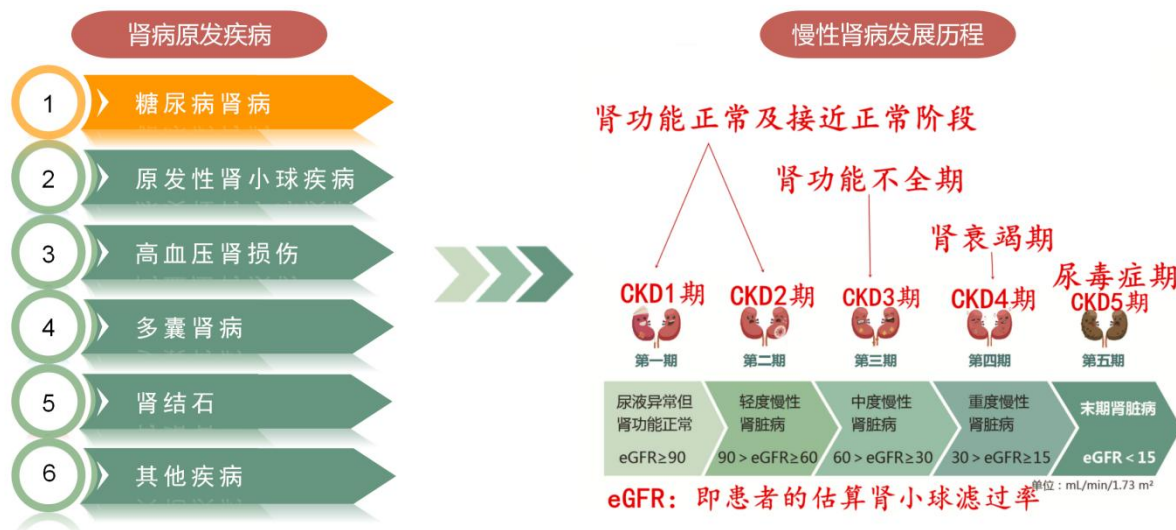 肾病原发疾病
1
糖尿病肾病
2
原发性肾小球疾病
3
高血压肾损伤
4
多囊肾病
5
肾结石
6
其他疾病
慢性肾病发展历程
肾功能正常及接近正常阶段
肾功能不全期
肾衰竭期
尿毒症期
CKD1期
CKD2期
CKD3期
CKD4期
CKD5期
第一期
第二期
第三期
第四期
第五期
尿液异常但
肾功能正常
eGFR≥90
轻度慢性
肾脏病
90>eGFR≥60
中度慢性
肾脏病
60>eGFR≥30
重度慢性
肾脏病
30>eGFR≥15
末期肾脏病
eGFR<15
单位：mL/min/1.73 m²
eGFR：即患者的估算肾小球滤过率